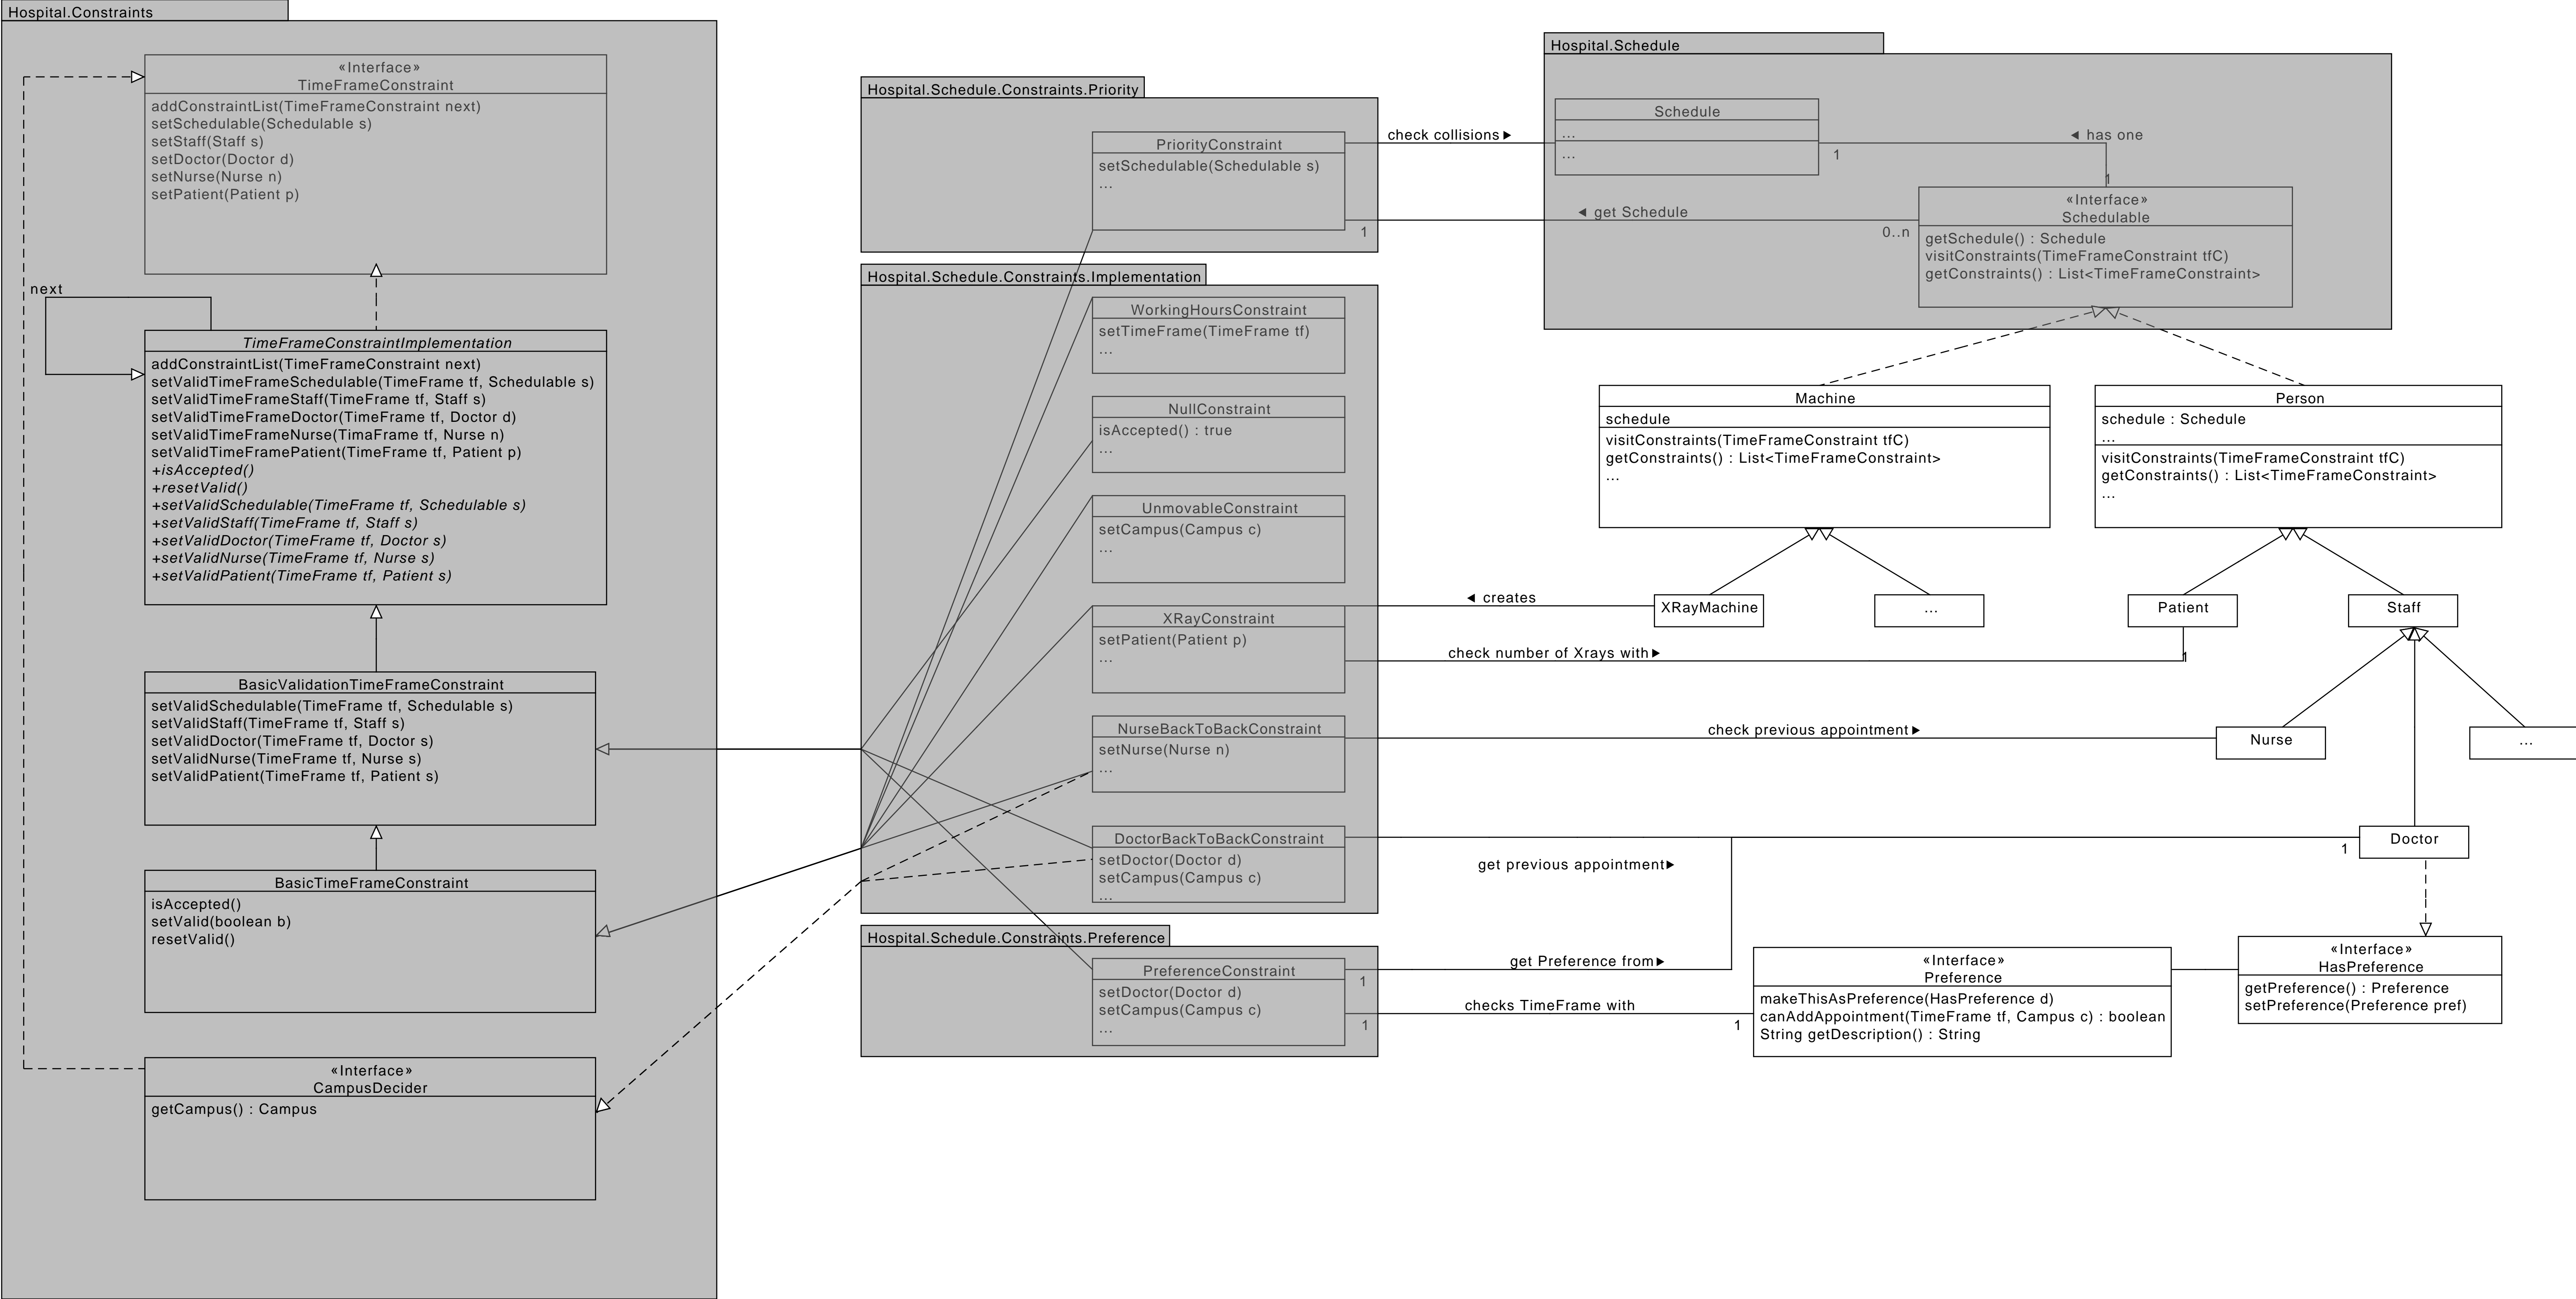 Hospital.Constraints
«Interface»
TimeFrameConstraint
addConstraintList(TimeFrameConstraint next)
setSchedulable(Schedulable s)
setStaff(Staff s)
setDoctor(Doctor d)
setNurse(Nurse n)
setPatient(Patient p)
next
TimeFrameConstraintImplementation
addConstraintList(TimeFrameConstraint next)
setValidTimeFrameSchedulable(TimeFrame tf, Schedulable s)
setValidTimeFrameStaff(TimeFrame tf, Staff s)
setValidTimeFrameDoctor(TimeFrame tf, Doctor d)
setValidTimeFrameNurse(TimaFrame tf, Nurse n)
setValidTimeFramePatient(TimeFrame tf, Patient p)
+isAccepted()
+resetValid()
+setValidSchedulable(TimeFrame tf, Schedulable s)
+setValidStaff(TimeFrame tf, Staff s)
+setValidDoctor(TimeFrame tf, Doctor s)
+setValidNurse(TimeFrame tf, Nurse s)
+setValidPatient(TimeFrame tf, Patient s)
BasicValidationTimeFrameConstraint
setValidSchedulable(TimeFrame tf, Schedulable s)
setValidStaff(TimeFrame tf, Staff s)
setValidDoctor(TimeFrame tf, Doctor s)
setValidNurse(TimeFrame tf, Nurse s)
setValidPatient(TimeFrame tf, Patient s)
BasicTimeFrameConstraint
isAccepted()
setValid(boolean b)
resetValid()
«Interface»
CampusDecider
getCampus() : Campus
Hospital.Schedule.Constraints.Priority
PriorityConstraint
setSchedulable(Schedulable s)
...
1
check collisions ▶
Hospital.Schedule.Constraints.Implementation
WorkingHoursConstraint
setTimeFrame(TimeFrame tf)
...
NullConstraint
isAccepted() : true
...
UnmovableConstraint
setCampus(Campus c)
...
XRayConstraint
setPatient(Patient p)
...
NurseBackToBackConstraint
setNurse(Nurse n)
...
DoctorBackToBackConstraint
setDoctor(Doctor d)
setCampus(Campus c)
...
Hospital.Schedule.Constraints.Preference
PreferenceConstraint
setDoctor(Doctor d)
setCampus(Campus c)
...
1
1
Hospital.Schedule
Schedule
...
...
◀ has one
1
1
◀ get Schedule
0..n
«Interface»
Schedulable
getSchedule() : Schedule
visitConstraints(TimeFrameConstraint tfC)
getConstraints() : List<TimeFrameConstraint>
Machine
schedule
visitConstraints(TimeFrameConstraint tfC)
getConstraints() : List<TimeFrameConstraint>
...
Person
schedule : Schedule
...
visitConstraints(TimeFrameConstraint tfC)
getConstraints() : List<TimeFrameConstraint>
...
◀ creates
XRayMachine
...
Patient
Staff
check number of Xrays with ▶
1
check previous appointment ▶
Nurse
...
Doctor
1
get previous appointment ▶
get Preference from ▶
checks TimeFrame with
1
«Interface»
Preference
makeThisAsPreference(HasPreference d)
canAddAppointment(TimeFrame tf, Campus c) : boolean
String getDescription() : String
«Interface»
HasPreference
getPreference() : Preference
setPreference(Preference pref)